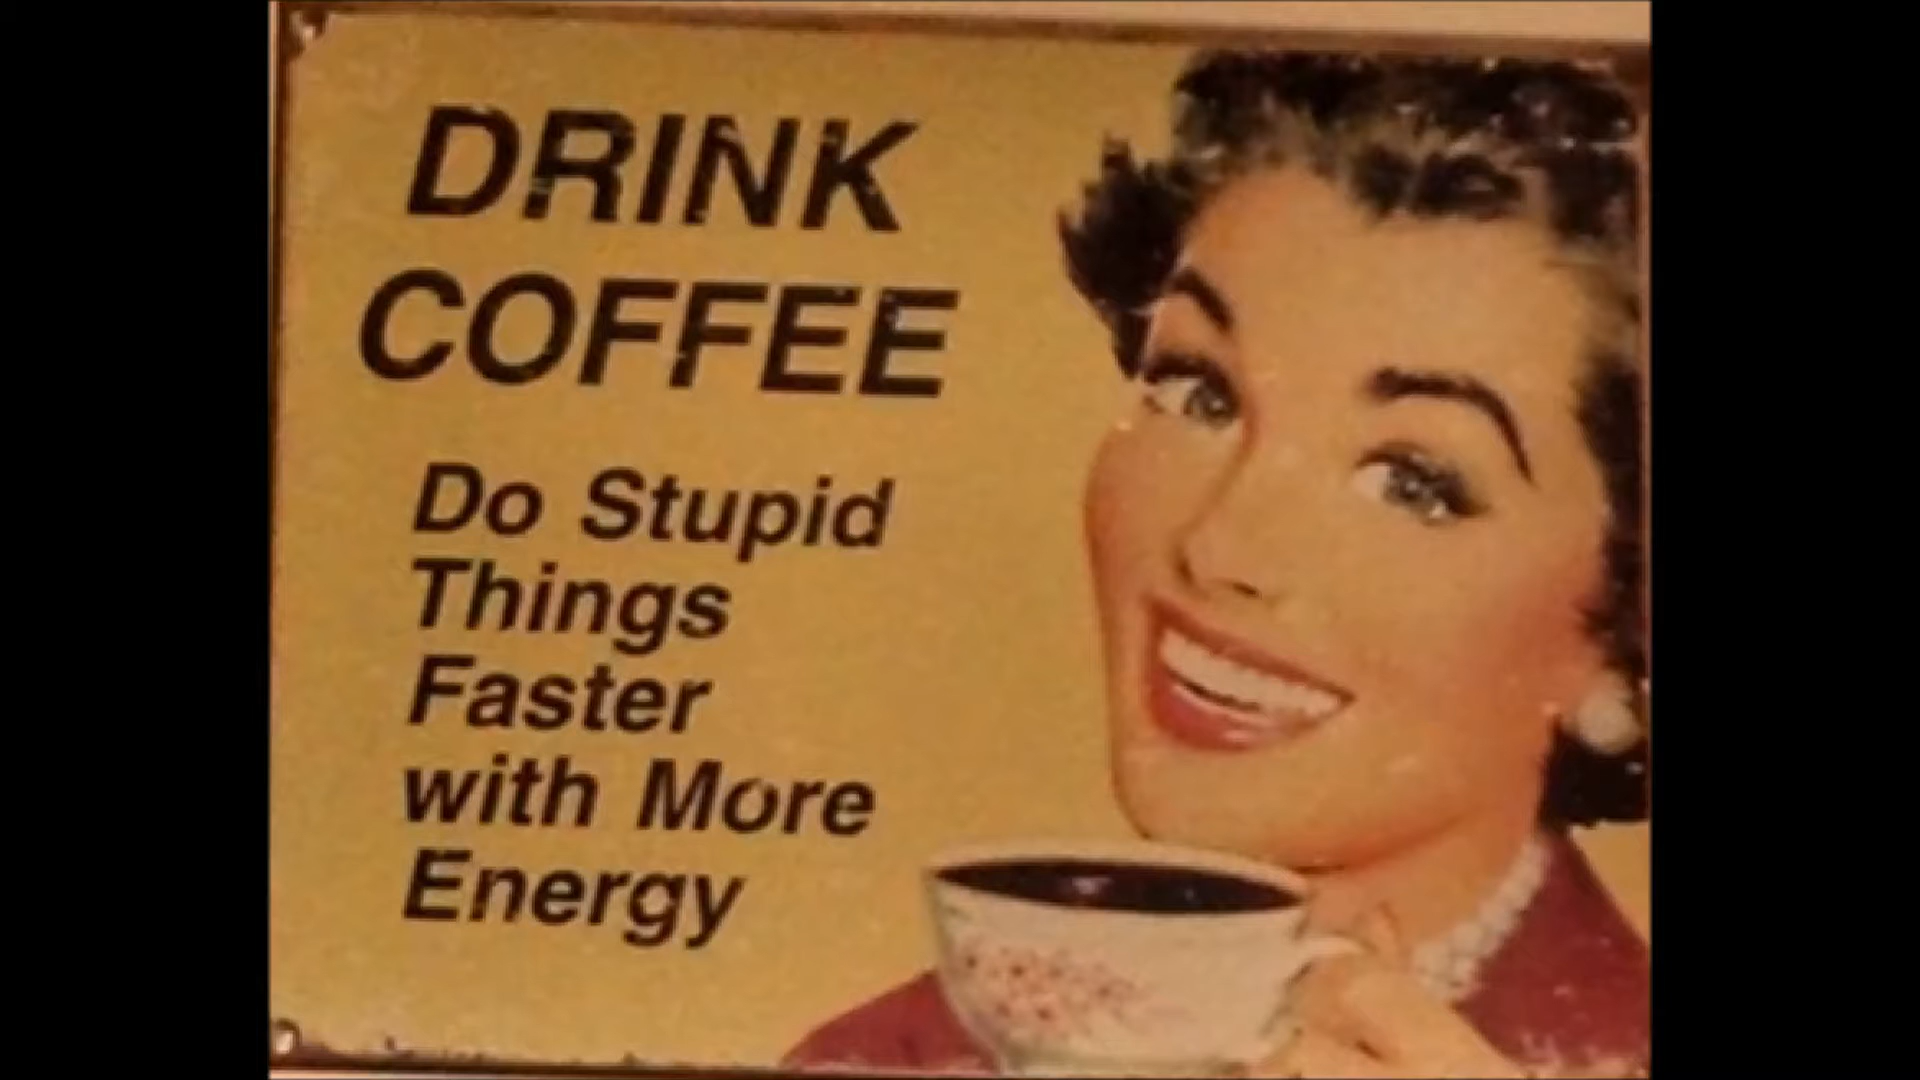 DRINK
COFFEE
Do Stupid
Things
Faster
with More
Energy